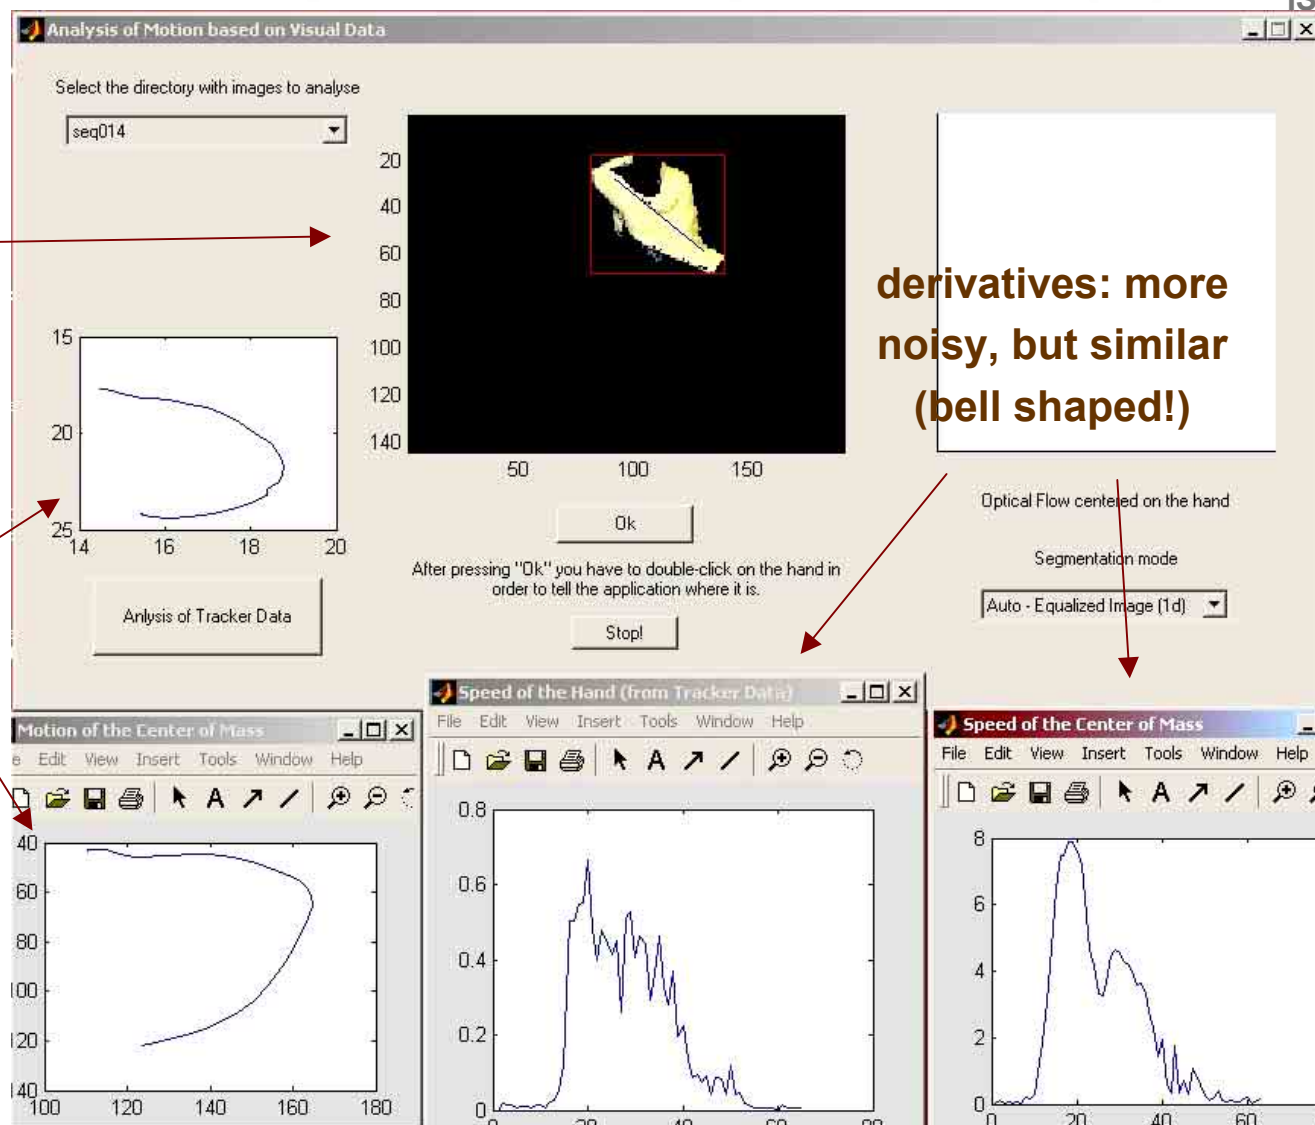 Analysis of Motion based on Visual Data
Select the directory with images to analyse
seq014
20
40
60
80
100
120
140
50 100 150
derivatives: more
noisy, but similar
(bell shaped!)
15
20
25
14 16 18 20
Anlysis of Tracker Data
Ok
After pressing "Ok" you have to double-click on the hand in
order to tell the application where it is.
Stop!
Optical Flow centered on the hand
Segmentation mode
Auto - Equalized Image (1d)
Motion of the Center of Mass
Edit View Insert Tools Window Help
40
60
80
100
120
140
100 120 140 160 180
Speed of the Hand (from Tracker Data)
File Edit View Insert Tools Window Help
0.8
0.6
0.4
0.2
0
0 20 40 60 80
Speed of the Center of Mass
File Edit View Insert Tools Window Help
8
6
4
2
0
0 20 40 60